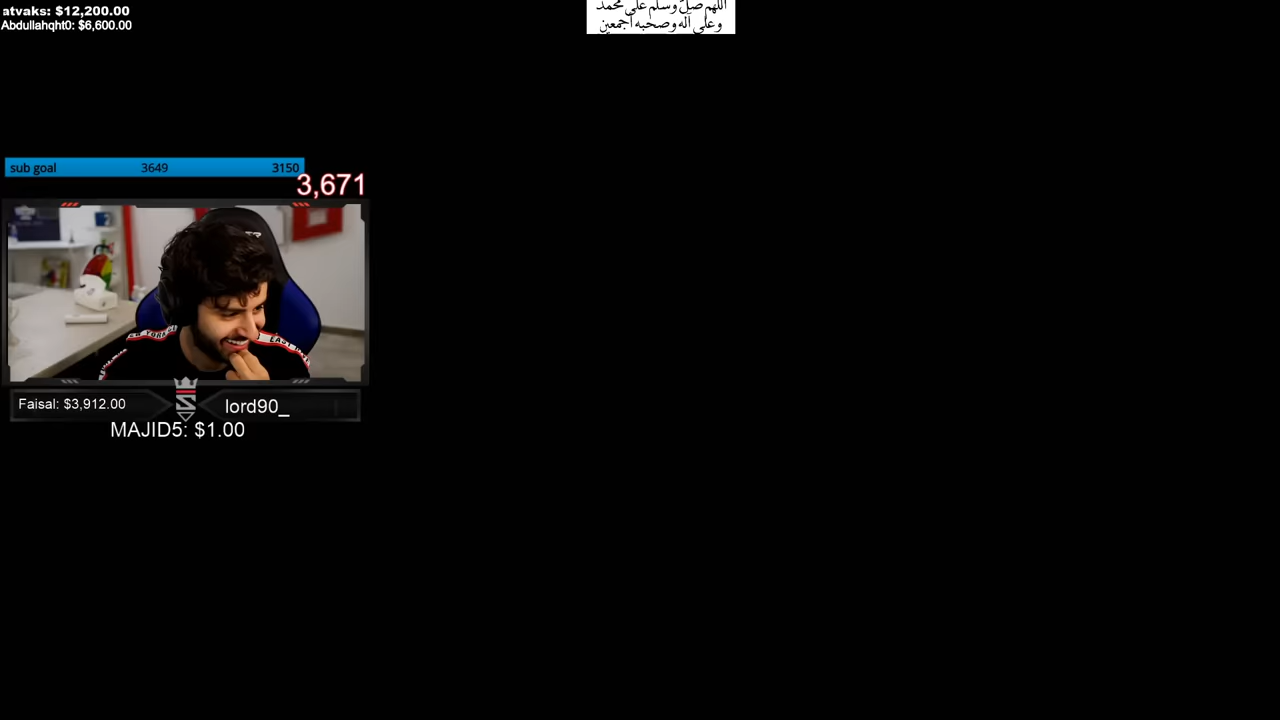 atvaks: $12,200.00
Abdullahqht0: $6,600.00
اللهم صلّ وسلم على محمد
وعلى آله وصحبه أجمعين
sub goal 3649 3150
3,671
Faisal: $3,912.00
lord90_
MAJID5: $1.00